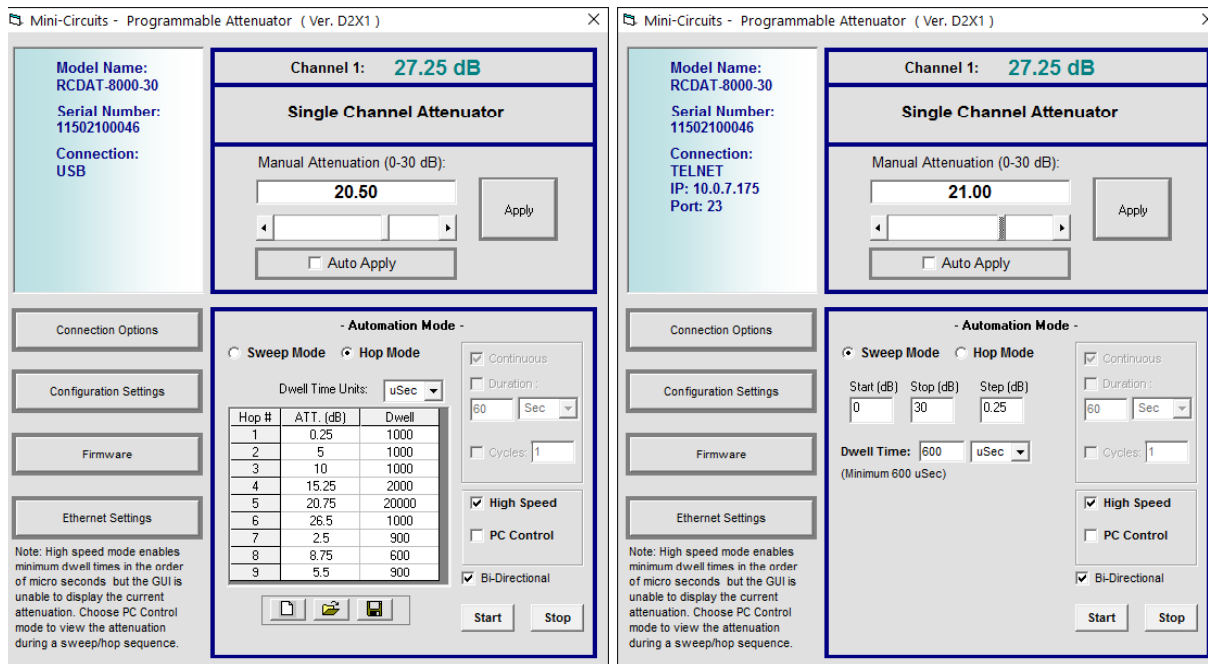 Mini-Circuits - Programmable Attenuator ( Ver. D2X1 )
Model Name:
RCDAT-8000-30
Serial Number:
11502100046
Connection:
USB
Channel 1: 27.25 dB
Single Channel Attenuator
Manual Attenuation (0-30 dB):
20.50
Apply
Auto Apply
Connection Options
Configuration Settings
Firmware
Ethernet Settings
Note: High speed mode enables
minimum dwell times in the order
of micro seconds but the GUI is
unable to display the current
attenuation. Choose PC Control
mode to view the attenuation
during a sweep/hop sequence.
- Automation Mode -
Sweep Mode Hop Mode
Dwell Time Units: uSec
Hop # ATT. (dB) Dwell
1 0.25 1000
2 5 1000
3 10 1000
4 15.25 2000
5 20.75 20000
6 26.5 1000
7 2.5 900
8 8.75 600
9 5.5 900
Continuous
Duration :
60 Sec
Cycles: 1
High Speed
PC Control
Bi-Directional
Start Stop
Mini-Circuits - Programmable Attenuator ( Ver. D2X1 )
Model Name:
RCDAT-8000-30
Serial Number:
11502100046
Connection:
TELNET
IP: 10.0.7.175
Port: 23
Channel 1: 27.25 dB
Single Channel Attenuator
Manual Attenuation (0-30 dB):
21.00
Apply
Auto Apply
Connection Options
Configuration Settings
Firmware
Ethernet Settings
Note: High speed mode enables
minimum dwell times in the order
of micro seconds but the GUI is
unable to display the current
attenuation. Choose PC Control
mode to view the attenuation
during a sweep/hop sequence.
- Automation Mode -
Sweep Mode Hop Mode
Start (dB) Stop (dB) Step (dB)
0 30 0.25
Dwell Time: 600 uSec
(Minimum 600 uSec)
Continuous
Duration :
60 Sec
Cycles: 1
High Speed
PC Control
Bi-Directional
Start Stop